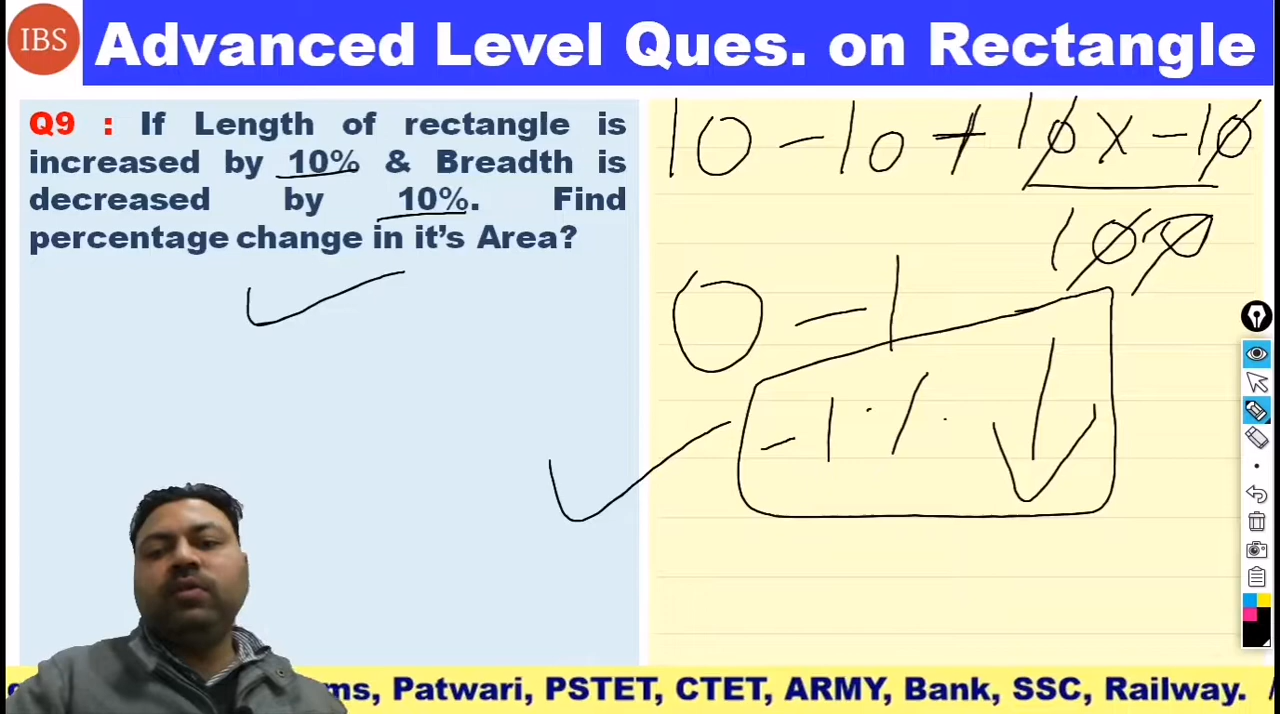 IBS
Advanced Level Ques. on Rectangle
Q9 : If Length of rectangle is
increased by 10% & Breadth is
decreased by 10%. Find
percentage change in it's Area?
10 - 10 + 10 x - 10
100
0 - 1
- 1 % ↓
ms, Patwari, PSTET, CTET, ARMY, Bank, SSC, Railway.